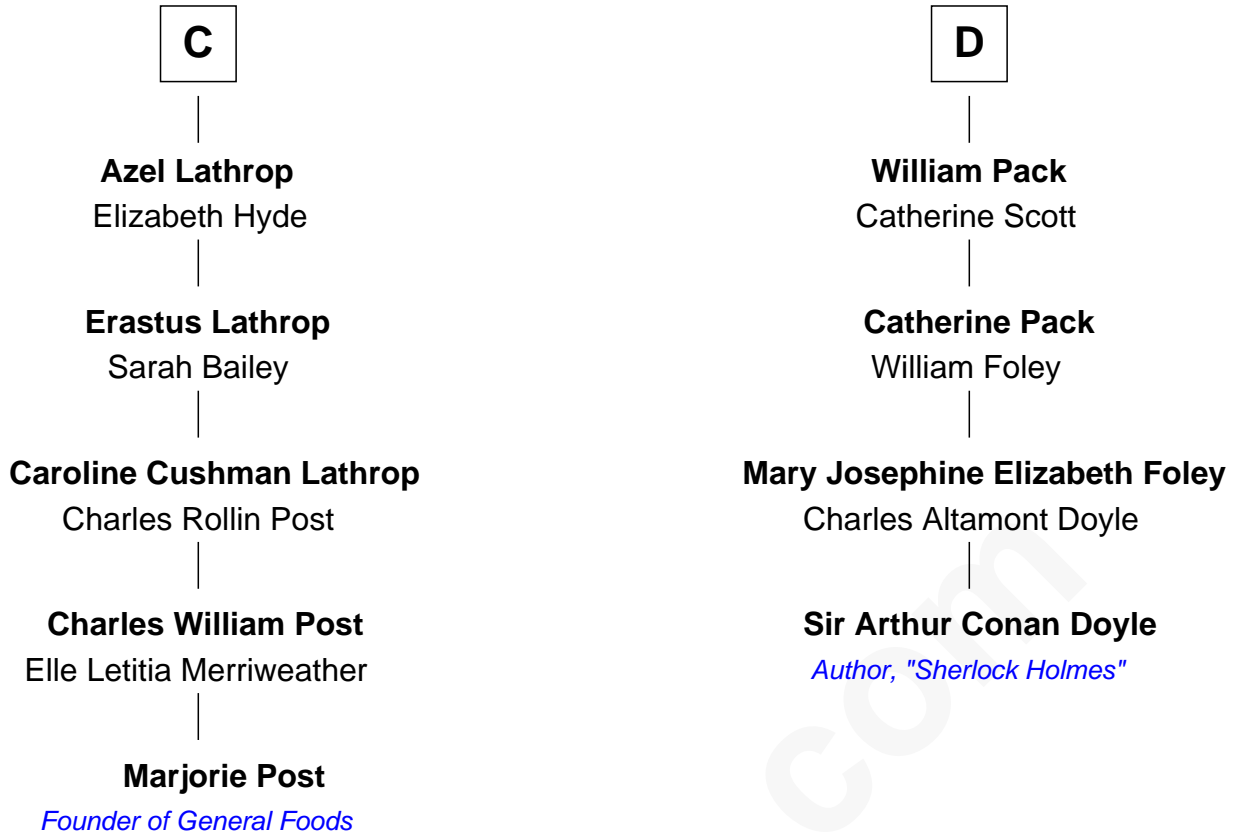 C
Azel Lathrop
Elizabeth Hyde
Erastus Lathrop
Sarah Bailey
Caroline Cushman Lathrop
Charles Rollin Post
Charles William Post
Elle Letitia Merriweather
Marjorie Post
Founder of General Foods
D
William Pack
Catherine Scott
Catherine Pack
William Foley
Mary Josephine Elizabeth Foley
Charles Altamont Doyle
Sir Arthur Conan Doyle
Author, "Sherlock Holmes"
com